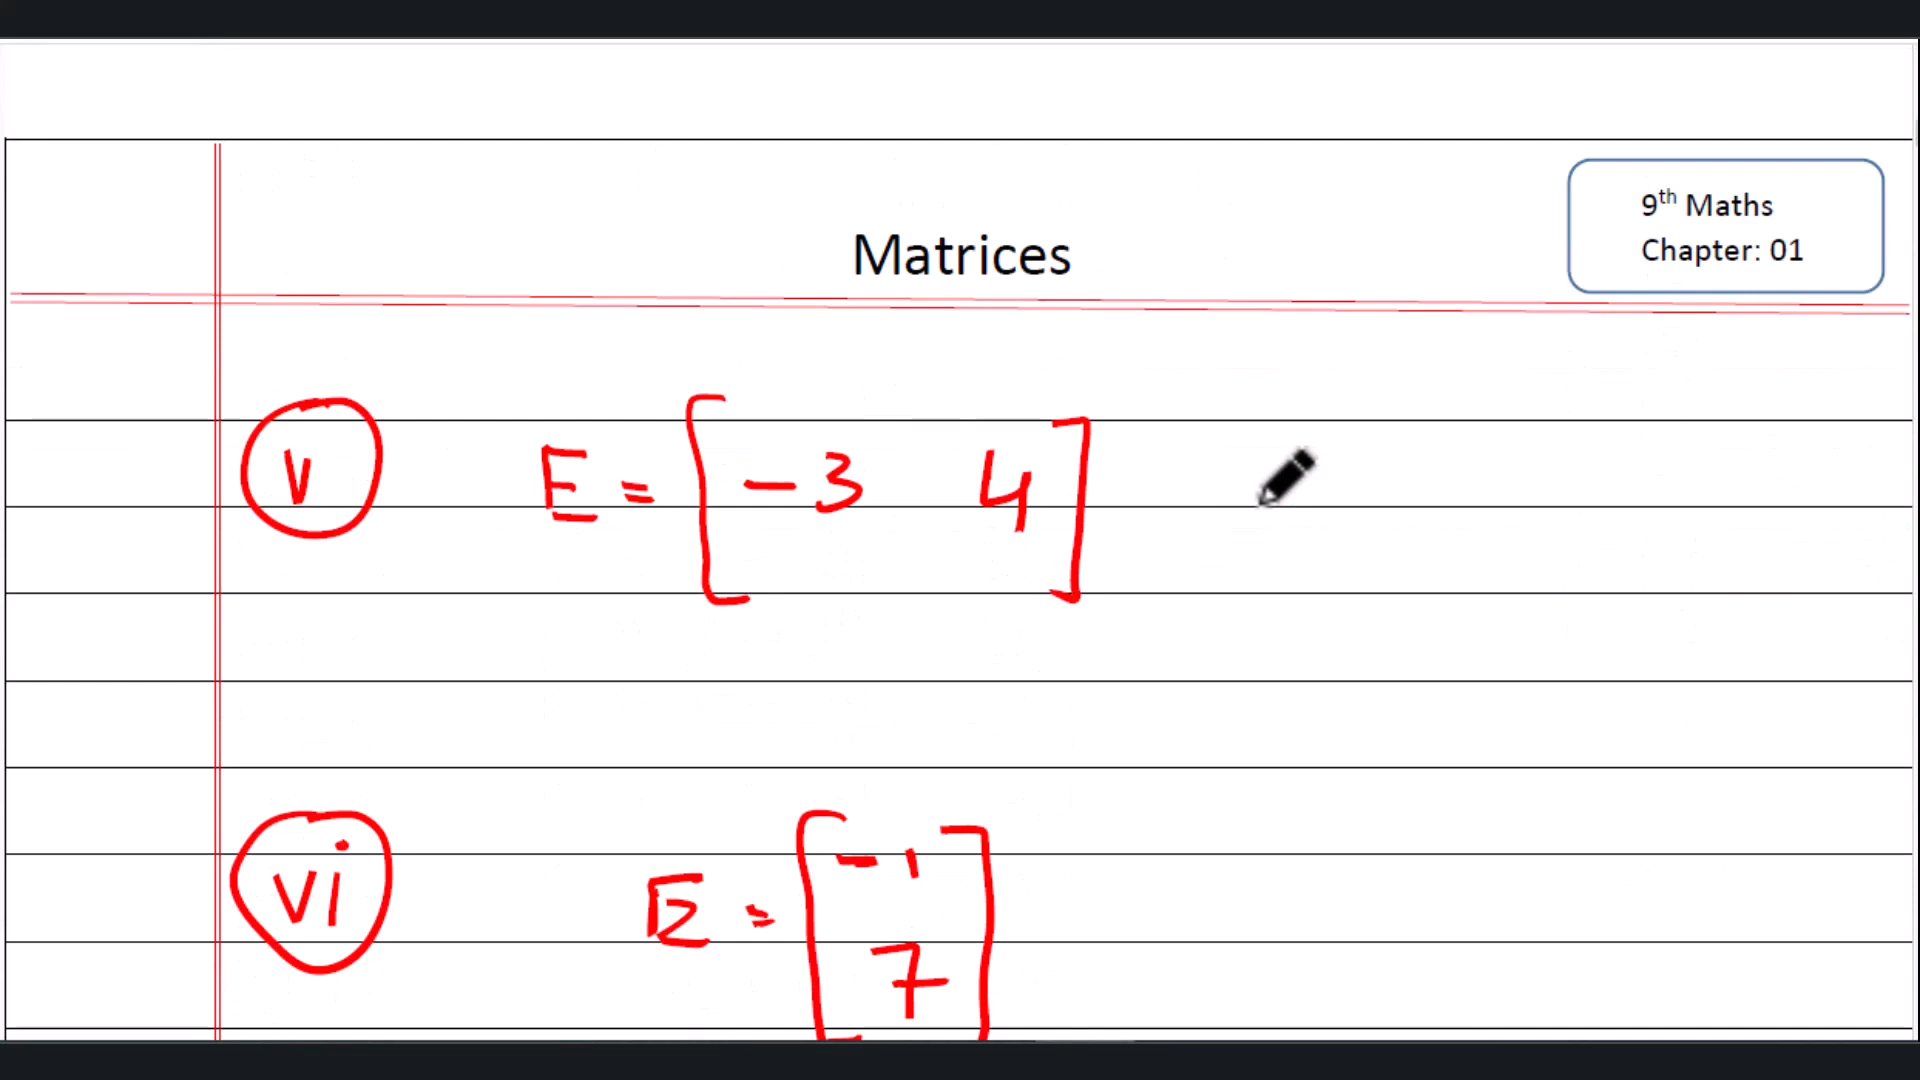 9th Maths
Chapter: 01
Matrices
v E = [ -3 4 ]
vi E = [ -1
7 ]